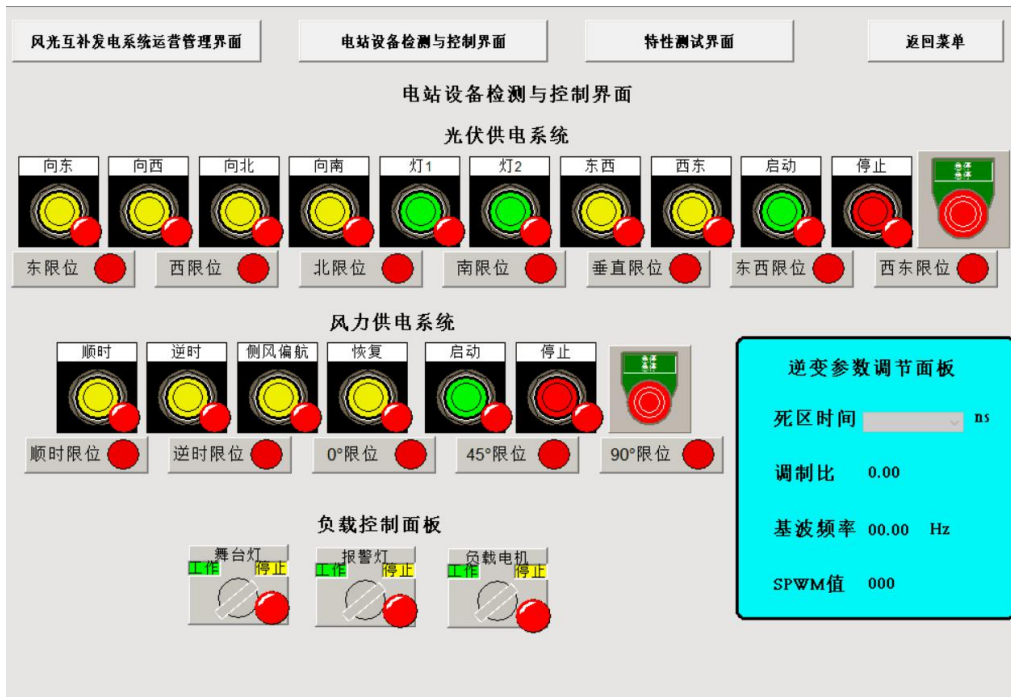 风光互补发电系统运营管理界面 电站设备检测与控制界面 特性测试界面 返回菜单
电站设备检测与控制界面
光伏供电系统
向东 向西 向北 向南 灯1 灯2 东西 西东 启动 停止 急停
急停
东限位 西限位 北限位 南限位 垂直限位 东西限位 西东限位
风力供电系统
顺时 逆时 侧风偏航 恢复 启动 停止 急停
急停
顺时限位 逆时限位 0°限位 45°限位 90°限位
逆变参数调节面板
死区时间 ns
调制比 0.00
基波频率 00.00 Hz
SPWM值 000
负载控制面板
舞台灯 报警灯 负载电机
工作 停止 工作 停止 工作 停止